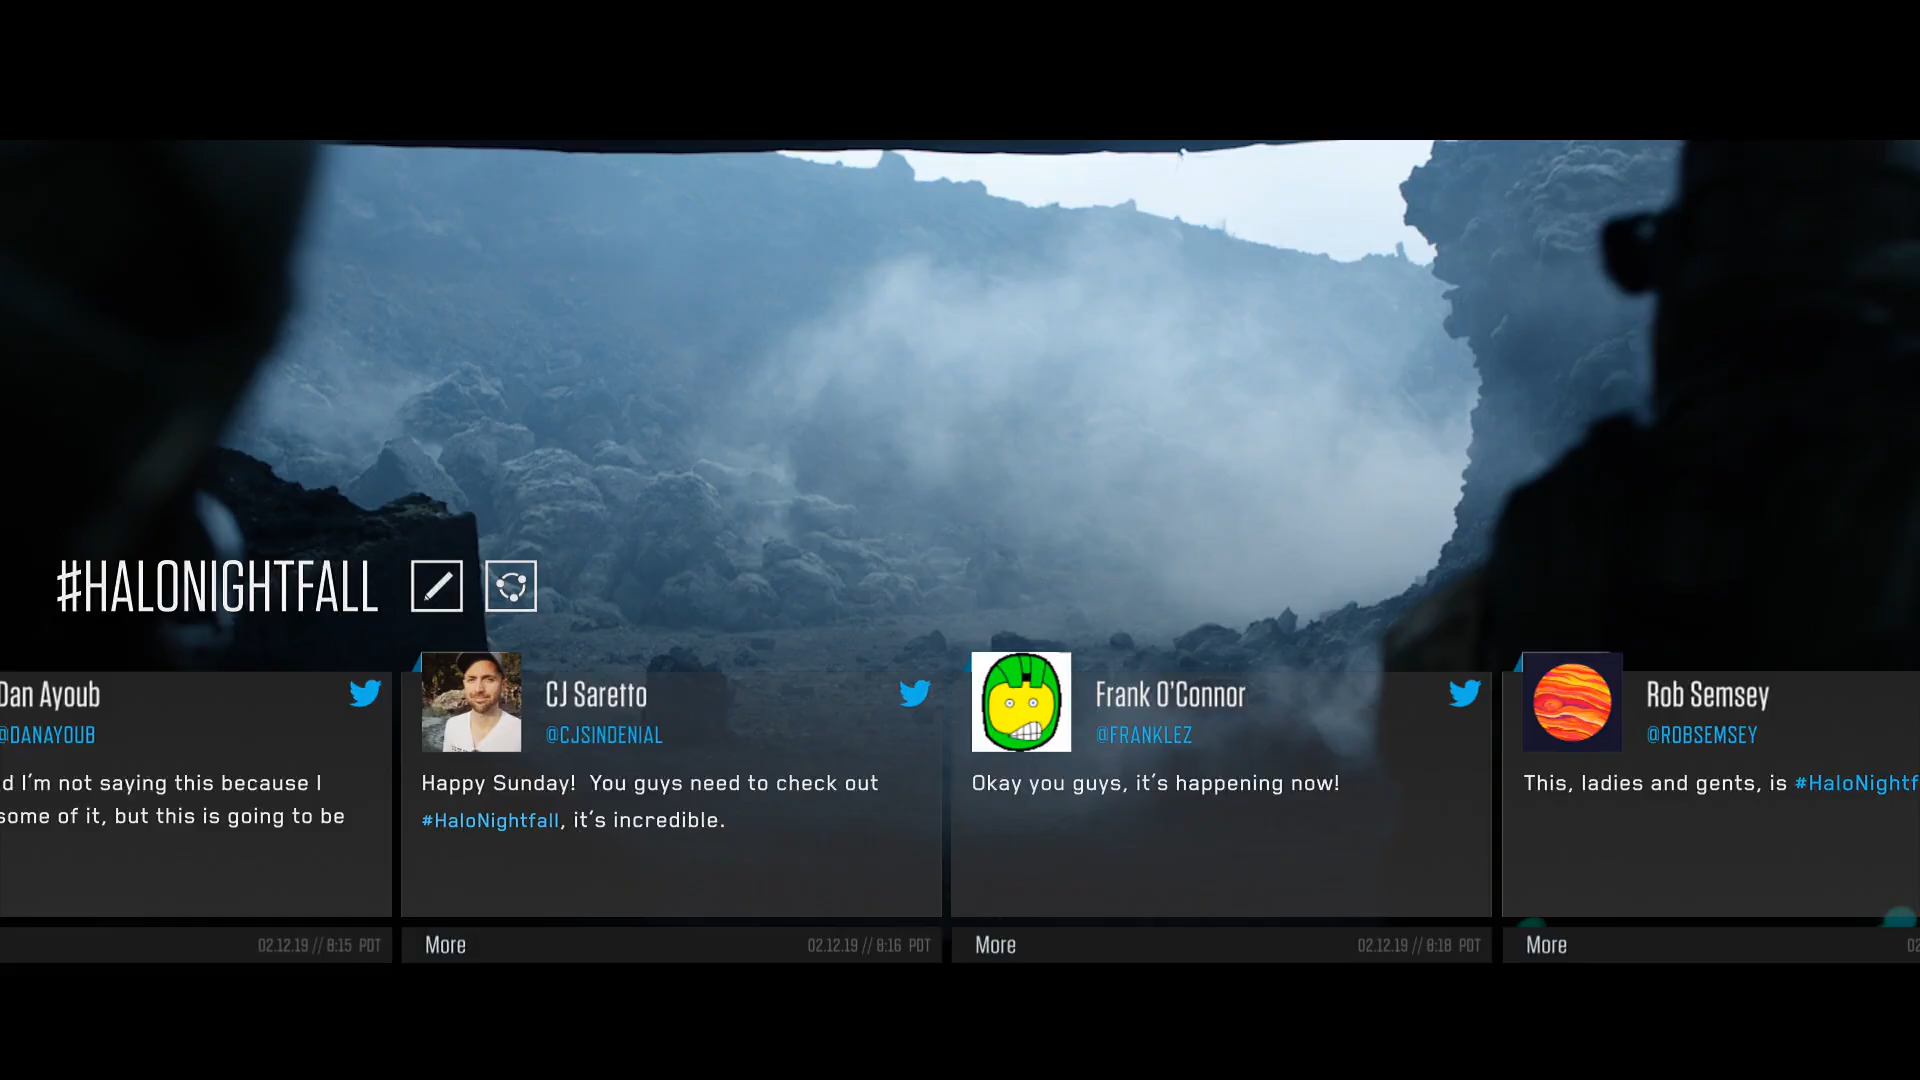 #HALONIGHTFALL
Dan Ayoub
@DANAYOUB
d I'm not saying this because I
some of it, but this is going to be
02.12.19 // 8:15 PDT
CJ Saretto
@CJSINDENIAL
Happy Sunday! You guys need to check out
#HaloNightfall, it's incredible.
More
02.12.19 // 8:16 PDT
Frank O'Connor
@FRANKLEZ
Okay you guys, it's happening now!
More
02.12.19 // 8:18 PDT
Rob Semsey
@ROBSEMSEY
This, ladies and gents, is #HaloNightf
More
02